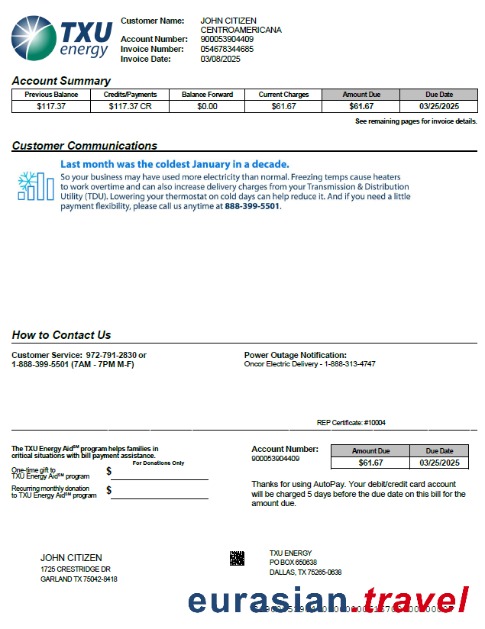 TXU
energy
Customer Name: JOHN CITIZEN
CENTROAMERICANA
Account Number: 900053904409
Invoice Number: 054678344685
Invoice Date: 03/08/2025
Account Summary
Previous Balance Credits/Payments Balance Forward Current Charges Amount Due Due Date
$117.37 $117.37 CR $0.00 $61.67 $61.67 03/25/2025
See remaining pages for invoice details.
Customer Communications
Last month was the coldest January in a decade.
So your business may have used more electricity than normal. Freezing temps cause heaters
to work overtime and can also increase delivery charges from your Transmission & Distribution
Utility (TDU). Lowering your thermostat on cold days can help reduce it. And if you need a little
payment flexibility, please call us anytime at 888-399-5501.
How to Contact Us
Customer Service: 972-791-2830 or
1-888-399-5501 (7AM - 7PM M-F)
Power Outage Notification:
Oncor Electric Delivery - 1-888-313-4747
REP Certificate: #10004
The TXU Energy Aid℠ program helps families in
critical situations with bill payment assistance.
For Donations Only
One-time gift to
TXU Energy Aid℠ program $
Recurring monthly donation
to TXU Energy Aid℠ program $
Account Number:
900053904409
Amount Due Due Date
$61.67 03/25/2025
Thanks for using AutoPay. Your debit/credit card account
will be charged 5 days before the due date on this bill for the
amount due.
JOHN CITIZEN
1725 CRESTRIDGE DR
GARLAND TX 75042-8418
TXU ENERGY
PO BOX 650638
DALLAS, TX 75265-0638
eurasian.travel